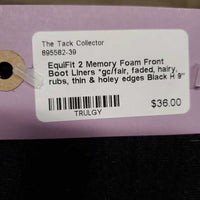 The Tack Collector
895582-39
EquiFit 2 Memory Foam Front
Boot Liners *gc/fair, faded, hairy,
rubs, thin & holey edges Black H 9"
$36.00
TRULGY